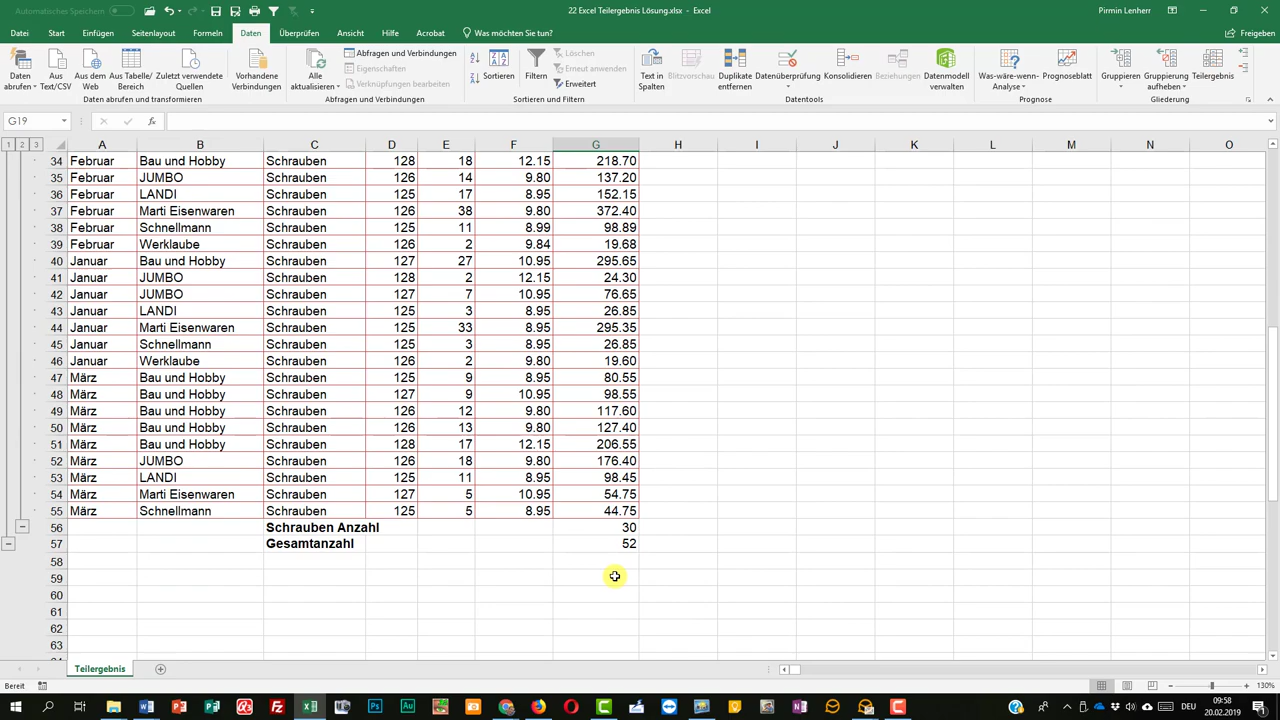 Automatisches Speichern
22 Excel Teilergebnis Lösung.xlsx - Excel
Pirmin Lenherr
Datei Start Einfügen Seitenlayout Formeln Daten Überprüfen Ansicht Hilfe Acrobat Was möchten Sie tun? Freigeben
Daten abrufen
Aus Text/CSV
Aus dem Web
Aus Tabelle/ Bereich
Zuletzt verwendete Quellen
Vorhandene Verbindungen
Daten abrufen und transformieren
Alle aktualisieren
Abfragen und Verbindungen
Eigenschaften
Verknüpfungen bearbeiten
Abfragen und Verbindungen
Sortieren
Filtern
Löschen
Erneut anwenden
Erweitert
Sortieren und Filtern
Text in Spalten
Blitzvorschau
Duplikate entfernen
Datenüberprüfung
Konsolidieren
Beziehungen
Datenmodell verwalten
Datentools
Was-wäre-wenn- Analyse
Prognoseblatt
Prognose
Gruppieren
Gruppierung aufheben
Teilergebnis
Gliederung
G19 fx
1 2 3 A B C D E F G H I J K L M N O
34 Februar Bau und Hobby Schrauben 128 18 12.15 218.70
35 Februar JUMBO Schrauben 126 14 9.80 137.20
36 Februar LANDI Schrauben 125 17 8.95 152.15
37 Februar Marti Eisenwaren Schrauben 126 38 9.80 372.40
38 Februar Schnellmann Schrauben 125 11 8.99 98.89
39 Februar Werklaube Schrauben 126 2 9.84 19.68
40 Januar Bau und Hobby Schrauben 127 27 10.95 295.65
41 Januar JUMBO Schrauben 128 2 12.15 24.30
42 Januar JUMBO Schrauben 127 7 10.95 76.65
43 Januar LANDI Schrauben 125 3 8.95 26.85
44 Januar Marti Eisenwaren Schrauben 125 33 8.95 295.35
45 Januar Schnellmann Schrauben 125 3 8.95 26.85
46 Januar Werklaube Schrauben 126 2 9.80 19.60
47 März Bau und Hobby Schrauben 125 9 8.95 80.55
48 März Bau und Hobby Schrauben 127 9 10.95 98.55
49 März Bau und Hobby Schrauben 126 12 9.80 117.60
50 März Bau und Hobby Schrauben 126 13 9.80 127.40
51 März Bau und Hobby Schrauben 128 17 12.15 206.55
52 März JUMBO Schrauben 126 18 9.80 176.40
53 März LANDI Schrauben 125 11 8.95 98.45
54 März Marti Eisenwaren Schrauben 127 5 10.95 54.75
55 März Schnellmann Schrauben 125 5 8.95 44.75
56 Schrauben Anzahl 30
57 Gesamtanzahl 52
58
59
60
61
62
63
Teilergebnis
Bereit
130%
DEU
09:58
20.02.2019